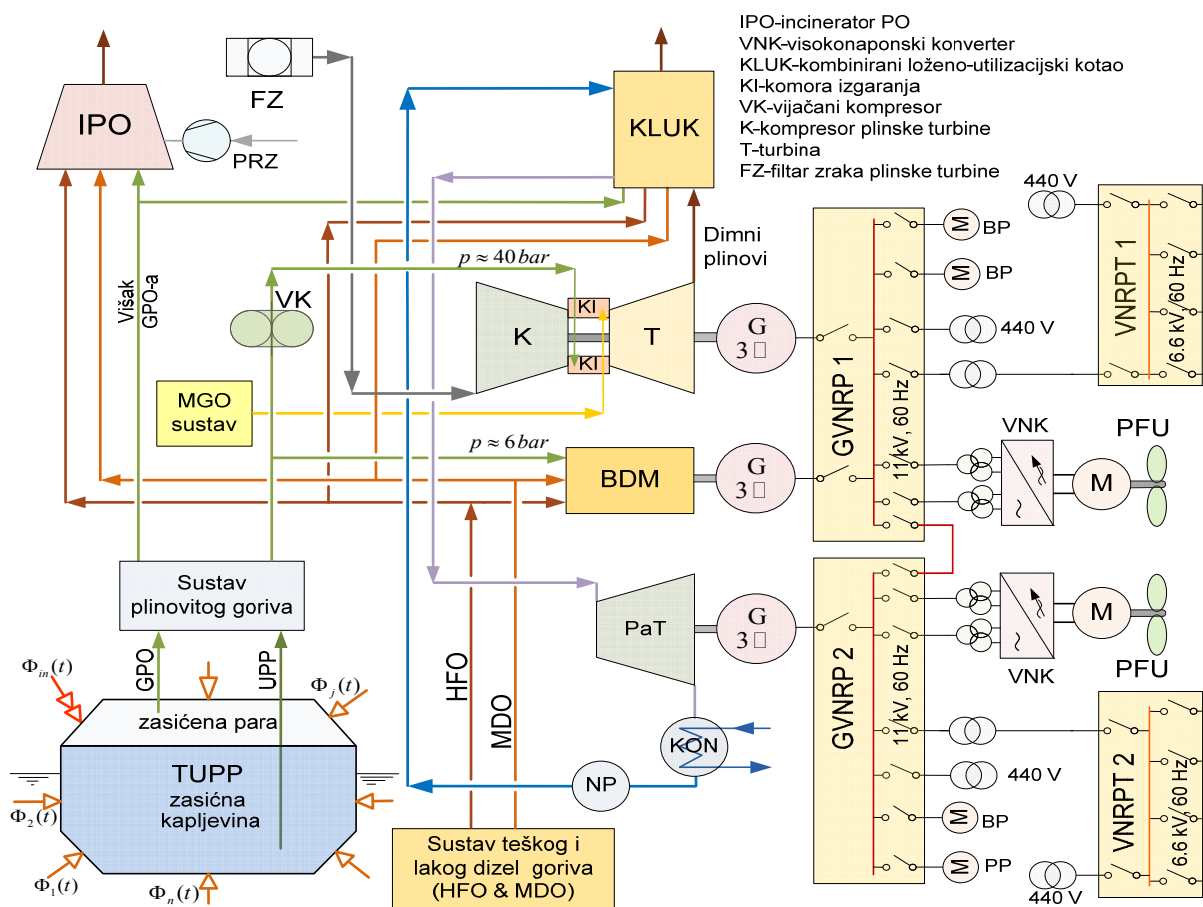 IPO-incinerator PO
VNK-visokonaponski konverter
KLUK-kombinirani loženo-utilizacijski kotao
KI-komora izgaranja
VK-vijačani kompresor
K-kompresor plinske turbine
T-turbina
FZ-filtar zraka plinske turbine
FZ
IPO
PRZ
KLUK
Dimni
plinovi
Višak
GPO-a
VK
p ≈ 40 bar
K
KI
KI
T
G
3□
MGO
sustav
p ≈ 6 bar
BDM
G
3□
GVNRP 1
11 kV, 60 Hz
M
BP
M
BP
440 V
440 V
VNRPT 1
6.6 kV, 60 Hz
VNK
M
PFU
Sustav
plinovitog goriva
GPO
UPP
HFO
MDO
PaT
G
3□
GVNRP 2
11 kV, 60 Hz
VNK
M
PFU
KON
NP
440 V
M
BP
M
PP
VNRPT 2
6.6 kV, 60 Hz
440 V
Φin(t)
Φj(t)
zasićena para
TUPP
zasićna
kapljevina
Φ2(t)
Φ1(t)
Φn(t)
Sustav teškog i
lakog dizel goriva
(HFO & MDO)